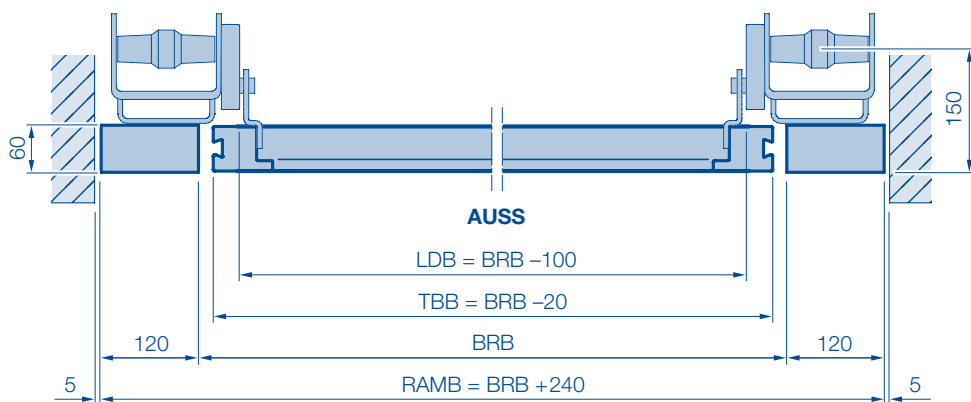 150
60
AUSS
LDB = BRB –100
TBB = BRB –20
120 BRB 120
5 RAMB = BRB +240 5